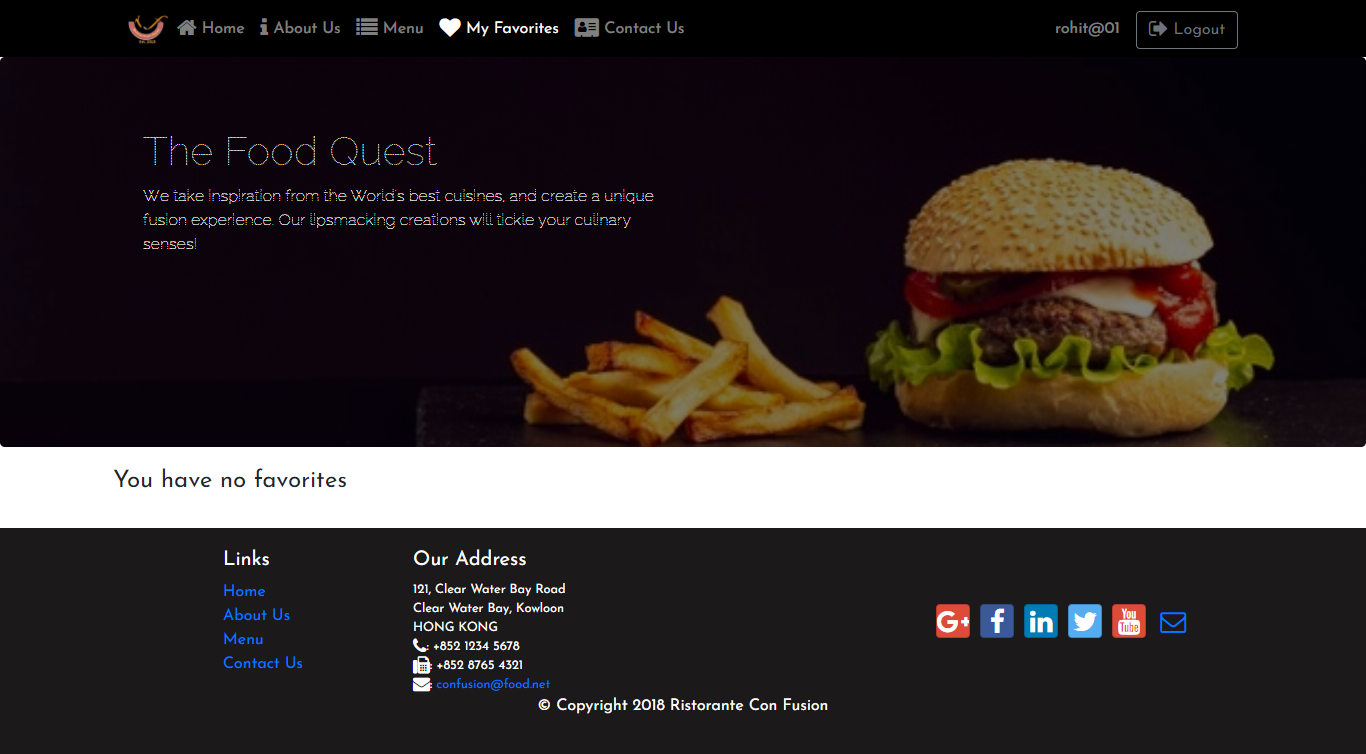 Home About Us Menu My Favorites Contact Us rohit@01 Logout
The Food Quest
We take inspiration from the World's best cuisines, and create a unique
fusion experience. Our lipsmacking creations will tickle your culinary
senses!
You have no favorites
Links
Home
About Us
Menu
Contact Us
Our Address
121, Clear Water Bay Road
Clear Water Bay, Kowloon
HONG KONG
: +852 1234 5678
: +852 8765 4321
: confusion@food.net
G+ f in You Tube
© Copyright 2018 Ristorante Con Fusion